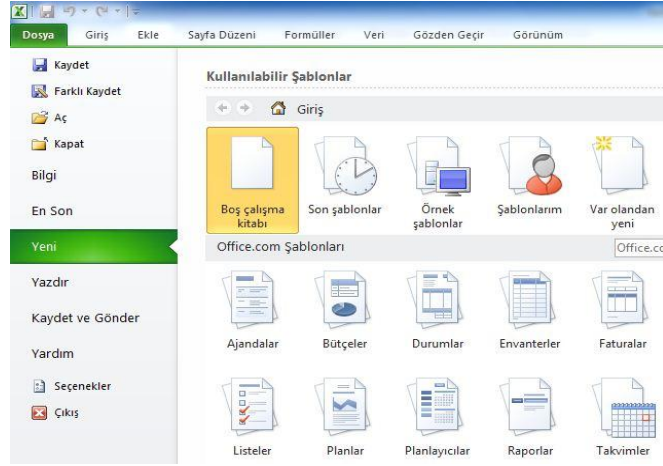 Dosya Giriş Ekle Sayfa Düzeni Formüller Veri Gözden Geçir Görünüm
Kaydet
Farklı Kaydet
Aç
Kapat
Bilgi
En Son
Yeni
Yazdır
Kaydet ve Gönder
Yardım
Seçenekler
Çıkış
Kullanılabilir Şablonlar
Giriş
Boş çalışma
kitabı
Son şablonlar
Örnek
şablonlar
Şablonlarım
Var olandan
yeni
Office.com Şablonları
Office.co
Ajandalar
Bütçeler
Durumlar
Envanterler
Faturalar
Listeler
Planlar
Planlayıcılar
Raporlar
Takvimler